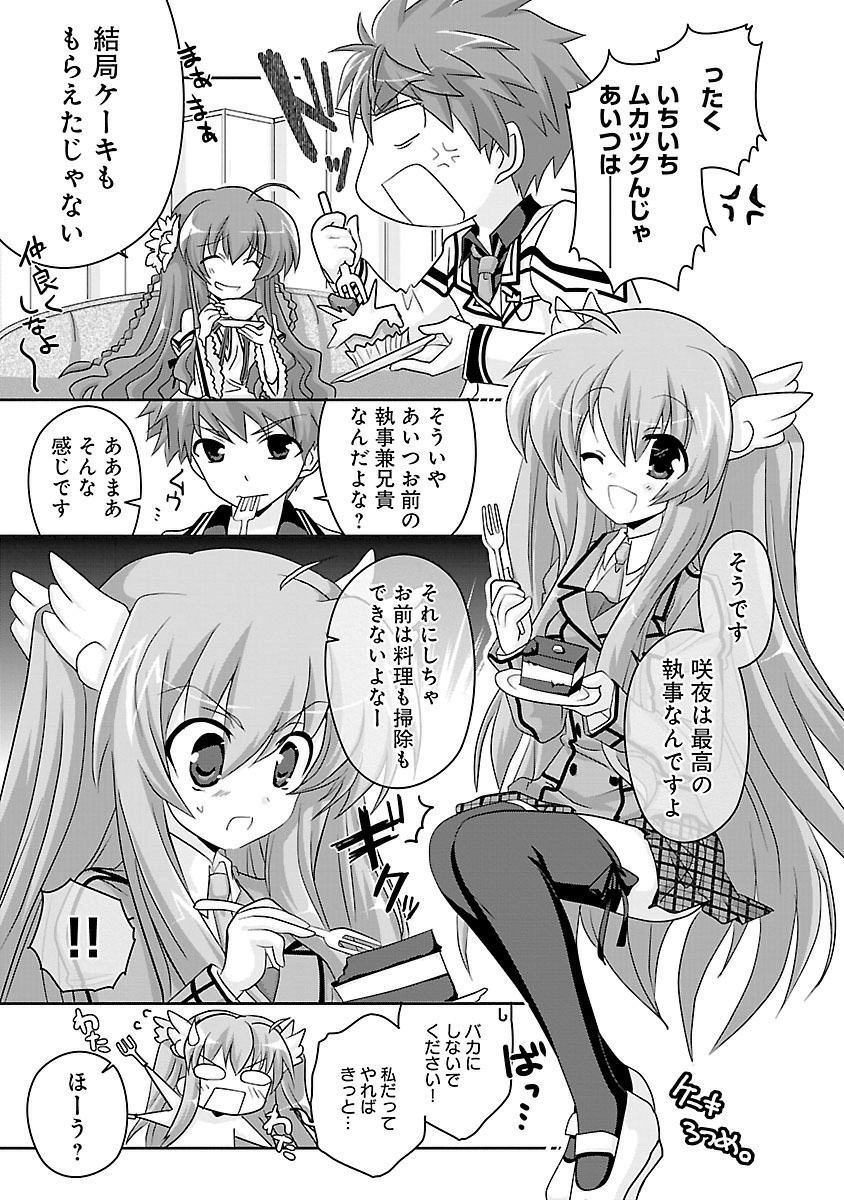 ったく
いちいち
ムカツクんじゃ
あいつは――
ドッ
まぁまぁ
結局ケーキも
もらえたじゃない
仲良く
しなよ〜
そういや
あいつお前の
執事兼兄貴
なんだよな?
くぅ
ああまあ
そんな
感じです
そうです
咲夜は最高の
執事なんですよ
それにしちゃ
お前は料理も掃除も
できないよなー
ギクッ
!!
ばっ…
バカに
しないで
ください!
私だって
やれば
きっと…
わたた
わたた
ほーう?
ケーキ
3つめ。